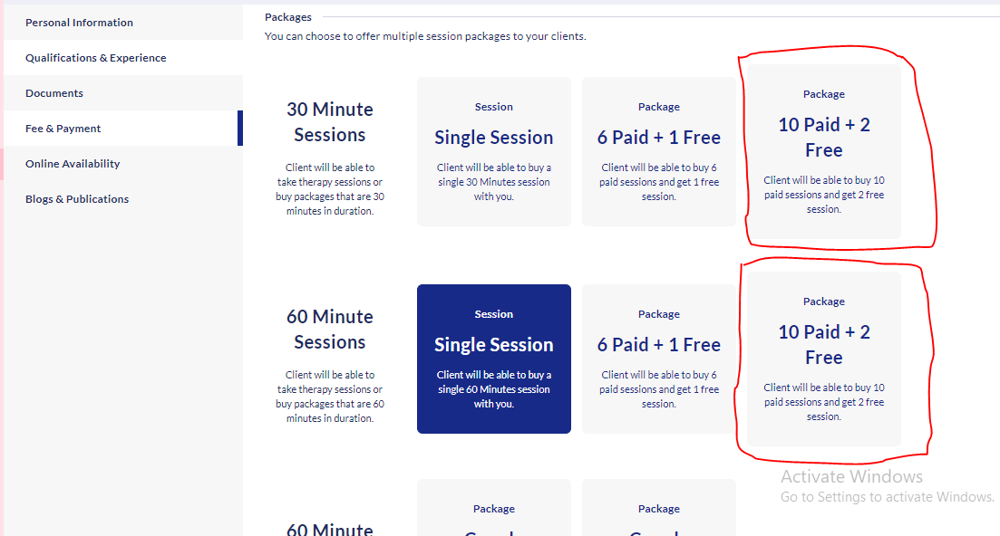 Personal Information
Qualifications & Experience
Documents
Fee & Payment
Online Availability
Blogs & Publications
Packages
You can choose to offer multiple session packages to your clients.
30 Minute
Sessions
Client will be able to
take therapy sessions or
buy packages that are 30
minutes in duration.
Session
Single Session
Client will be able to buy a
single 30 Minutes session
with you.
Package
6 Paid + 1 Free
Client will be able to buy 6
paid sessions and get 1 free
session.
Package
10 Paid + 2
Free
Client will be able to buy 10
paid sessions and get 2 free
session.
60 Minute
Sessions
Client will be able to
take therapy sessions or
buy packages that are 60
minutes in duration.
Session
Single Session
Client will be able to buy a
single 60 Minutes session
with you.
Package
6 Paid + 1 Free
Client will be able to buy 6
paid sessions and get 1 free
session.
Package
10 Paid + 2
Free
Client will be able to buy 10
paid sessions and get 2 free
session.
60 Minute
Package
Package
Activate Windows
Go to Settings to activate Windows.